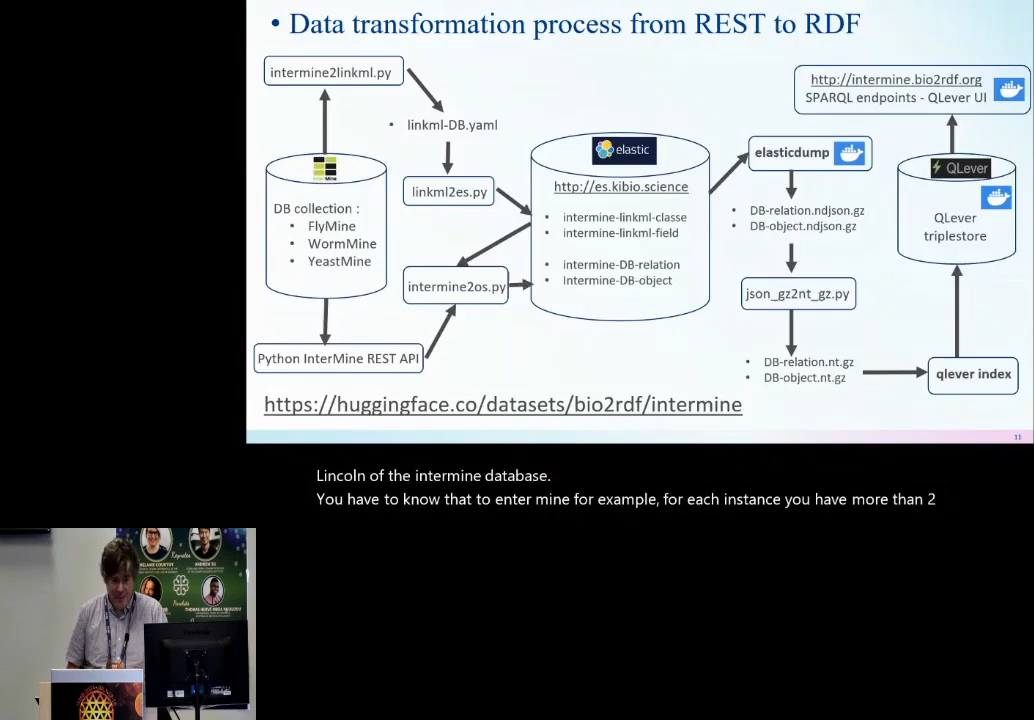 • Data transformation process from REST to RDF
intermine2linkml.py
• linkml-DB.yaml
linkml2es.py
DB collection :
• FlyMine
• WormMine
• YeastMine
intermine2os.py
Python InterMine REST API
elastic
http://es.kibio.science
• intermine-linkml-classe
• intermine-linkml-field
• intermine-DB-relation
• intermine-DB-object
elasticdump
• DB-relation.ndjson.gz
• DB-object.ndjson.gz
json_gz2nt_gz.py
• DB-relation.nt.gz
• DB-object.nt.gz
http://intermine.bio2rdf.org
SPARQL endpoints - QLever UI
QLever
QLever
triplestore
qlever index
https://huggingface.co/datasets/bio2rdf/intermine
11
Lincoln of the intermine database.
You have to know that to enter mine for example, for each instance you have more than 2
Keynotes